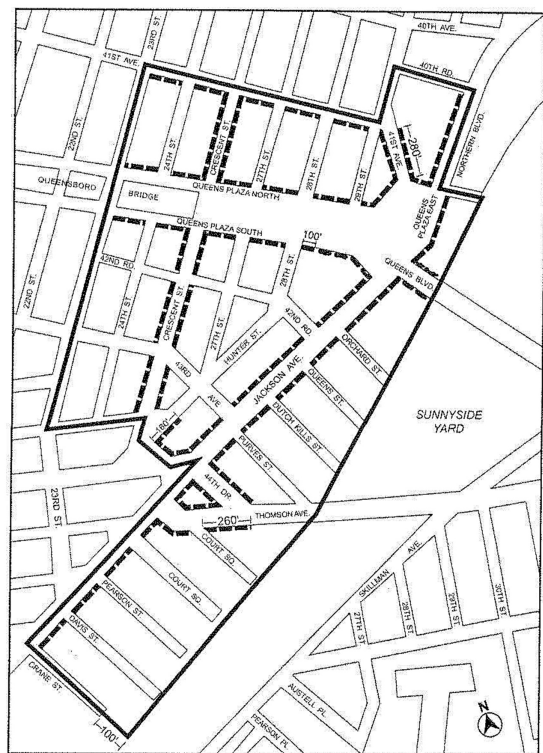 40TH AVE.
23RD ST.
41ST AVE.
40TH RD.
NORTHERN BLVD.
22ND ST.
24TH ST.
CRESCENT ST.
27TH ST.
28TH ST.
29TH ST.
41ST AVE.
280'
QUEENSBORO
BRIDGE
QUEENS PLAZA NORTH
QUEENS PLAZA EAST
QUEENS PLAZA SOUTH
100'
42ND RD.
28TH ST.
QUEENS BLVD.
22ND ST.
24TH ST.
CRESCENT ST.
27TH ST.
HUNTER ST.
42ND RD.
ORCHARD ST.
43RD AVE
JACKSON AVE.
QUEENS ST.
SUNNYSIDE
YARD
DUTCH KILLS ST.
160'
PURVES ST.
44TH DR.
23RD ST.
260'
THOMSON AVE.
COURT SQ.
COURT SQ.
SKILLMAN AVE.
PEARSON ST.
27TH ST.
28TH ST.
29TH ST.
30TH ST.
DAVIS ST.
CRANE ST.
AUSTELL PL.
100'
PEARSON PL.
N